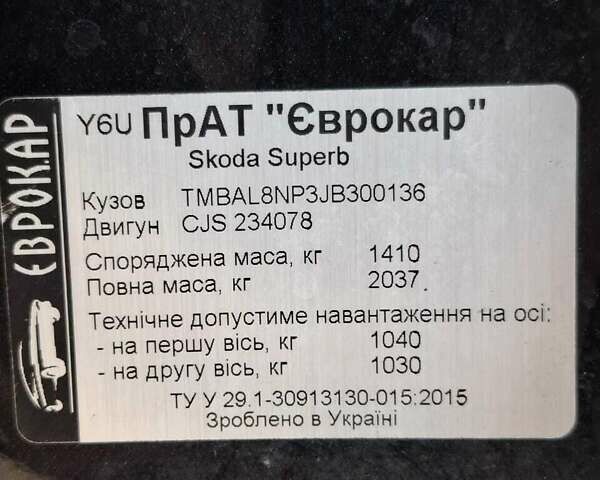 ЄВРОКАР
Y6U ПрАТ "Єврокар"
Skoda Superb
Кузов TMBAL8NP3JB300136
Двигун CJS 234078
Споряджена маса, кг 1410
Повна маса, кг 2037
Технічне допустиме навантаження на осі:
- на першу вісь, кг 1040
- на другу вісь, кг 1030
ТУ У 29.1-30913130-015:2015
Зроблено в Україні